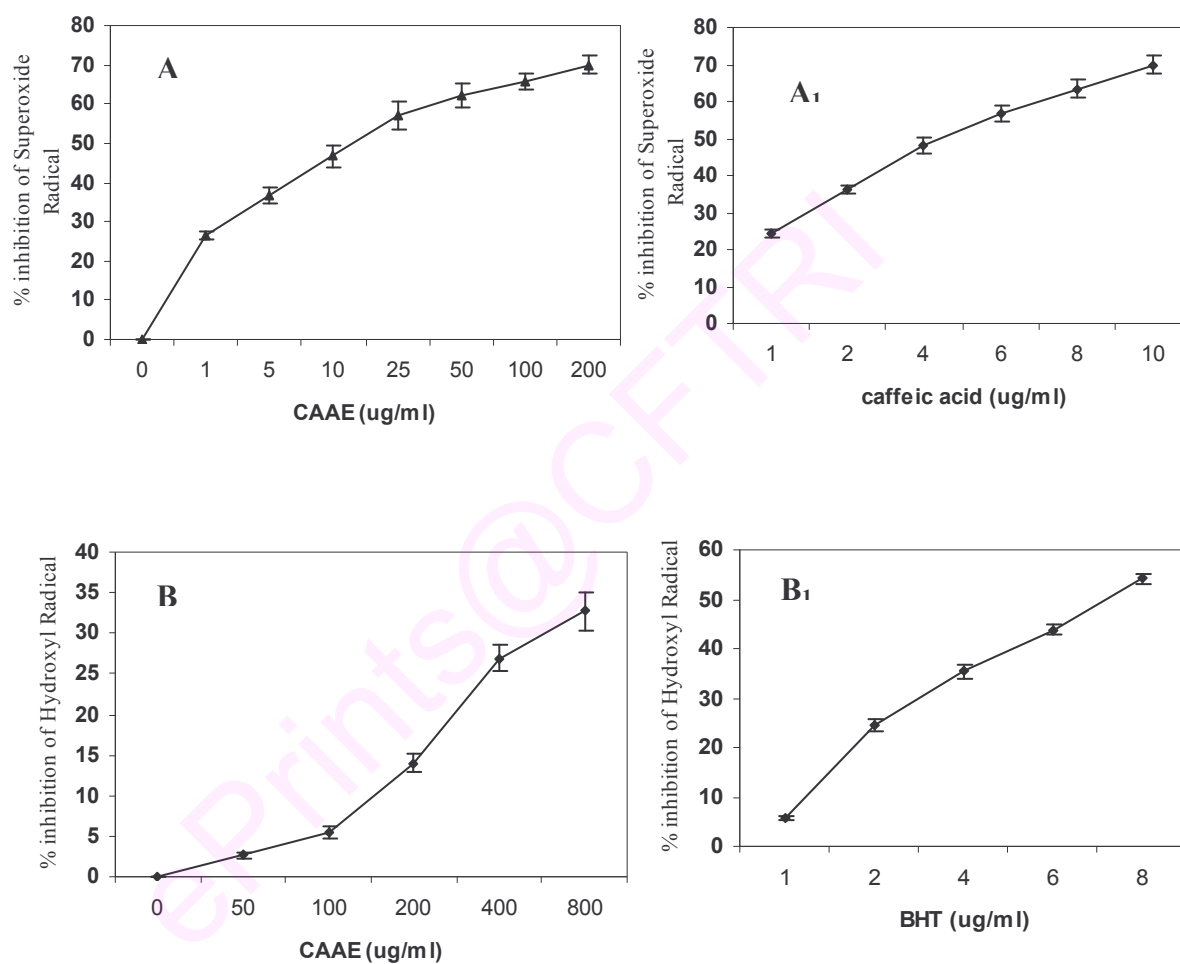 % inhibition of Superoxide
Radical
80
70
60
50
40
30
20
10
0
A
0 1 5 10 25 50 100 200
CAAE (ug/ml)
% inhibition of Superoxide
Radical
80
70
60
50
40
30
20
10
0
A1
1 2 4 6 8 10
caffeic acid (ug/ml)
% inhibition of Hydroxyl Radical
40
35
30
25
20
15
10
5
0
B
0 50 100 200 400 800
CAAE (ug/ml)
% inhibition of Hydroxyl Radical
60
50
40
30
20
10
0
B1
1 2 4 6 8
BHT (ug/ml)
ePrints@CFTRI